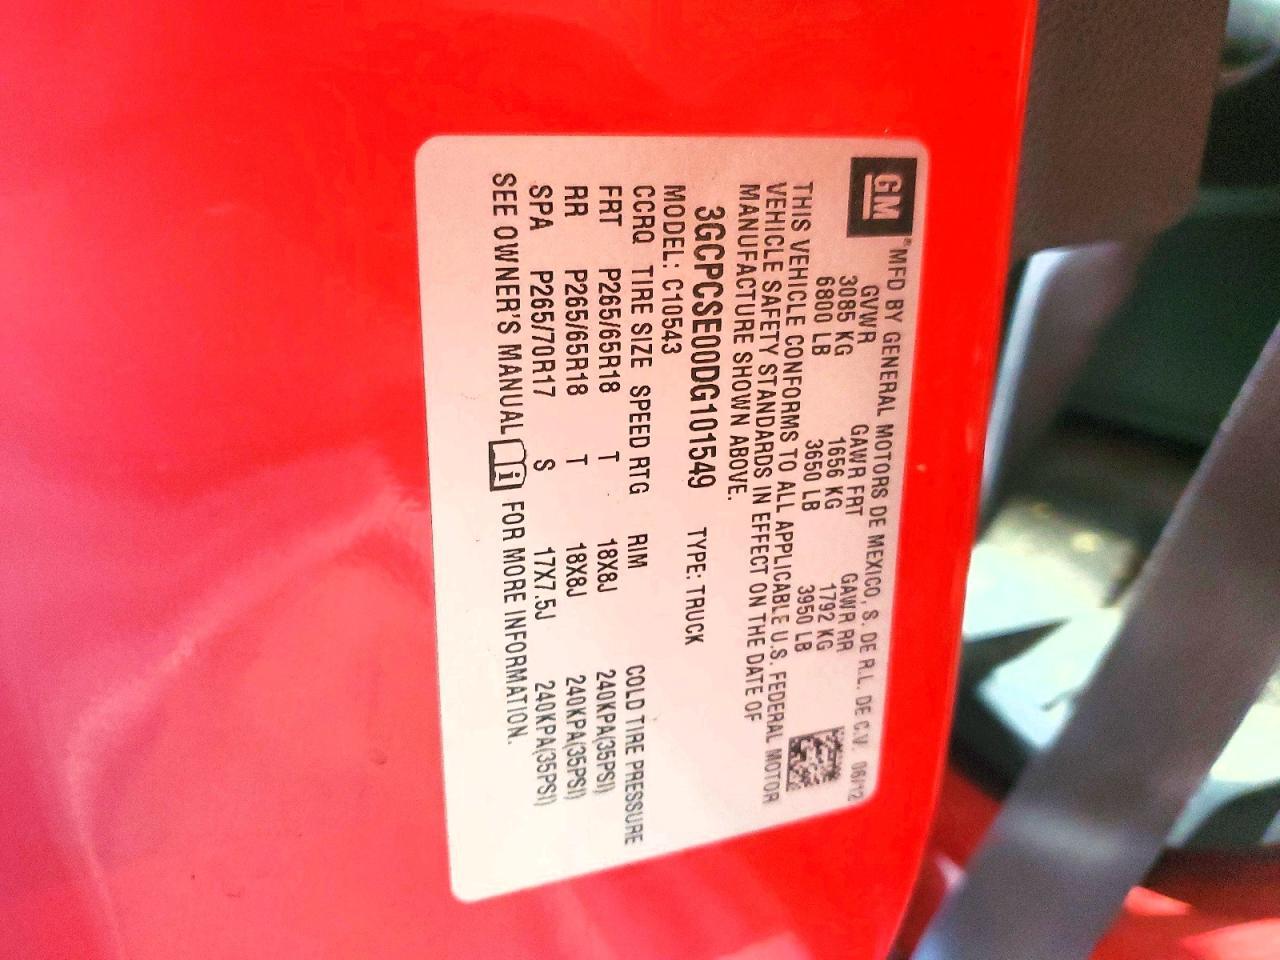 GM
®MFD BY GENERAL MOTORS DE MEXICO, S. DE R.L. DE C.V. 06/12
GVWR GAWR FRT GAWR RR
3085 KG 1656 KG 1792 KG
6800 LB 3650 LB 3950 LB
THIS VEHICLE CONFORMS TO ALL APPLICABLE U.S. FEDERAL MOTOR
VEHICLE SAFETY STANDARDS IN EFFECT ON THE DATE OF
MANUFACTURE SHOWN ABOVE.
3GCPCSE00DG101549 TYPE: TRUCK
MODEL: C10543
CCRQ TIRE SIZE SPEED RTG RIM COLD TIRE PRESSURE
FRT P265/65R18 T 18X8J 240KPA(35PSI)
RR P265/65R18 T 18X8J 240KPA(35PSI)
SPA P265/70R17 S 17X7.5J 240KPA(35PSI)
SEE OWNER'S MANUAL i FOR MORE INFORMATION.